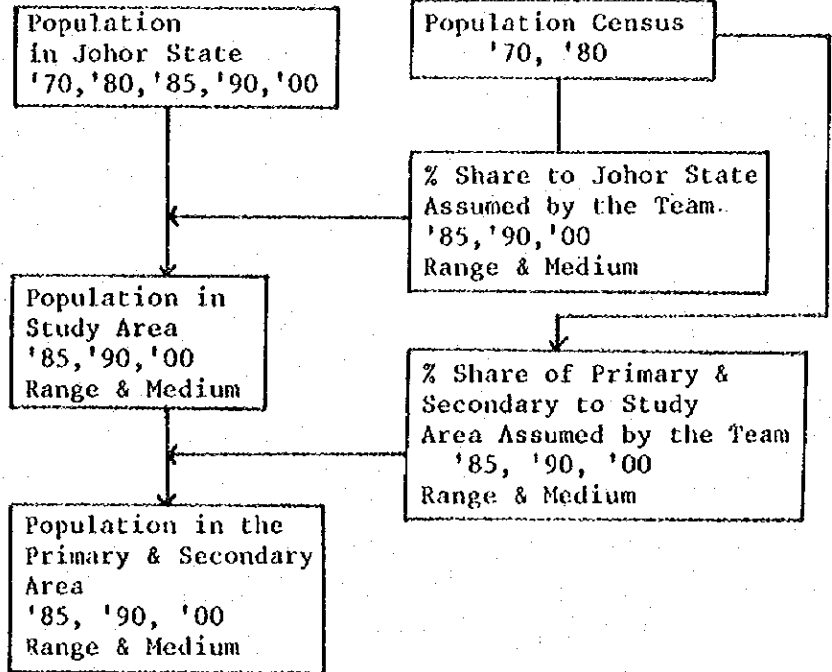 Population
in Johor State
'70,'80,'85,'90,'00
Population Census
'70, '80
% Share to Johor State
Assumed by the Team.
'85,'90,'00
Range & Medium
Population in
Study Area
'85,'90,'00
Range & Medium
% Share of Primary &
Secondary to Study
Area Assumed by the Team
'85, '90, '00
Range & Medium
Population in the
Primary & Secondary
Area
'85, '90, '00
Range & Medium